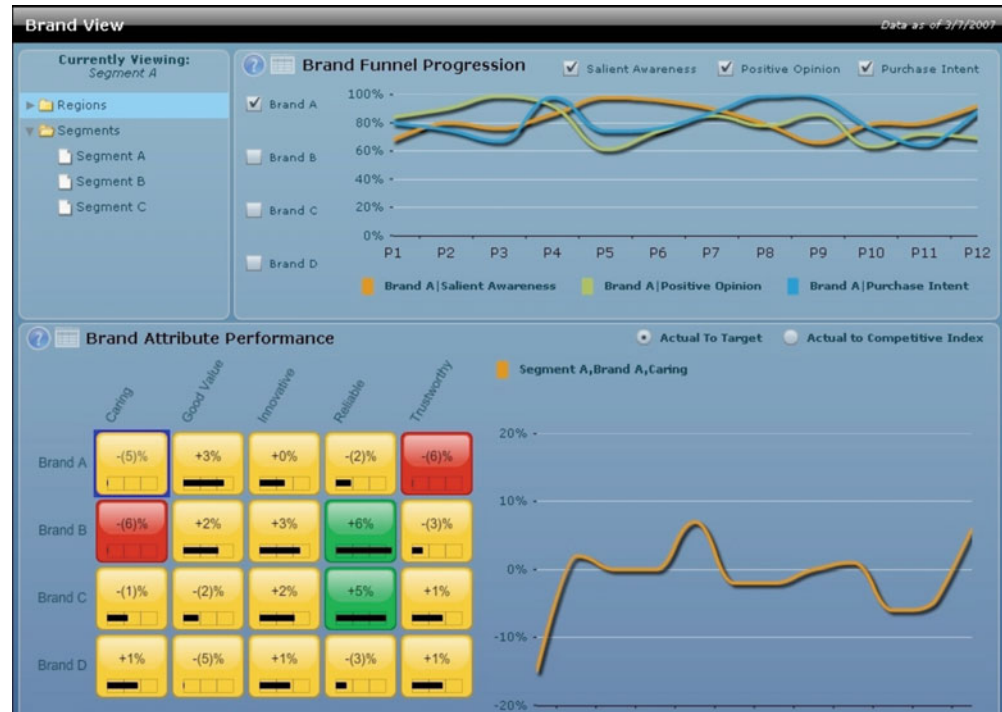 Brand View
Data as of 3/7/2007
Currently Viewing:
Segment A
Regions
Segments
Segment A
Segment B
Segment C
? Brand Funnel Progression
Salient Awareness Positive Opinion Purchase Intent
Brand A
Brand B
Brand C
Brand D
100%
80%
60%
40%
20%
0%
P1 P2 P3 P4 P5 P6 P7 P8 P9 P10 P11 P12
Brand A|Salient Awareness Brand A|Positive Opinion Brand A|Purchase Intent
? Brand Attribute Performance
Actual To Target Actual to Competitive Index
Caring Good Value Innovative Reliable Trustworthy
Brand A -(5)% +3% +0% -(2)% -(6)%
Brand B -(6)% +2% +3% +6% -(3)%
Brand C -(1)% -(2)% +2% +5% +1%
Brand D +1% -(5)% +1% -(3)% +1%
Segment A,Brand A,Caring
20%
10%
0%
-10%
-20%